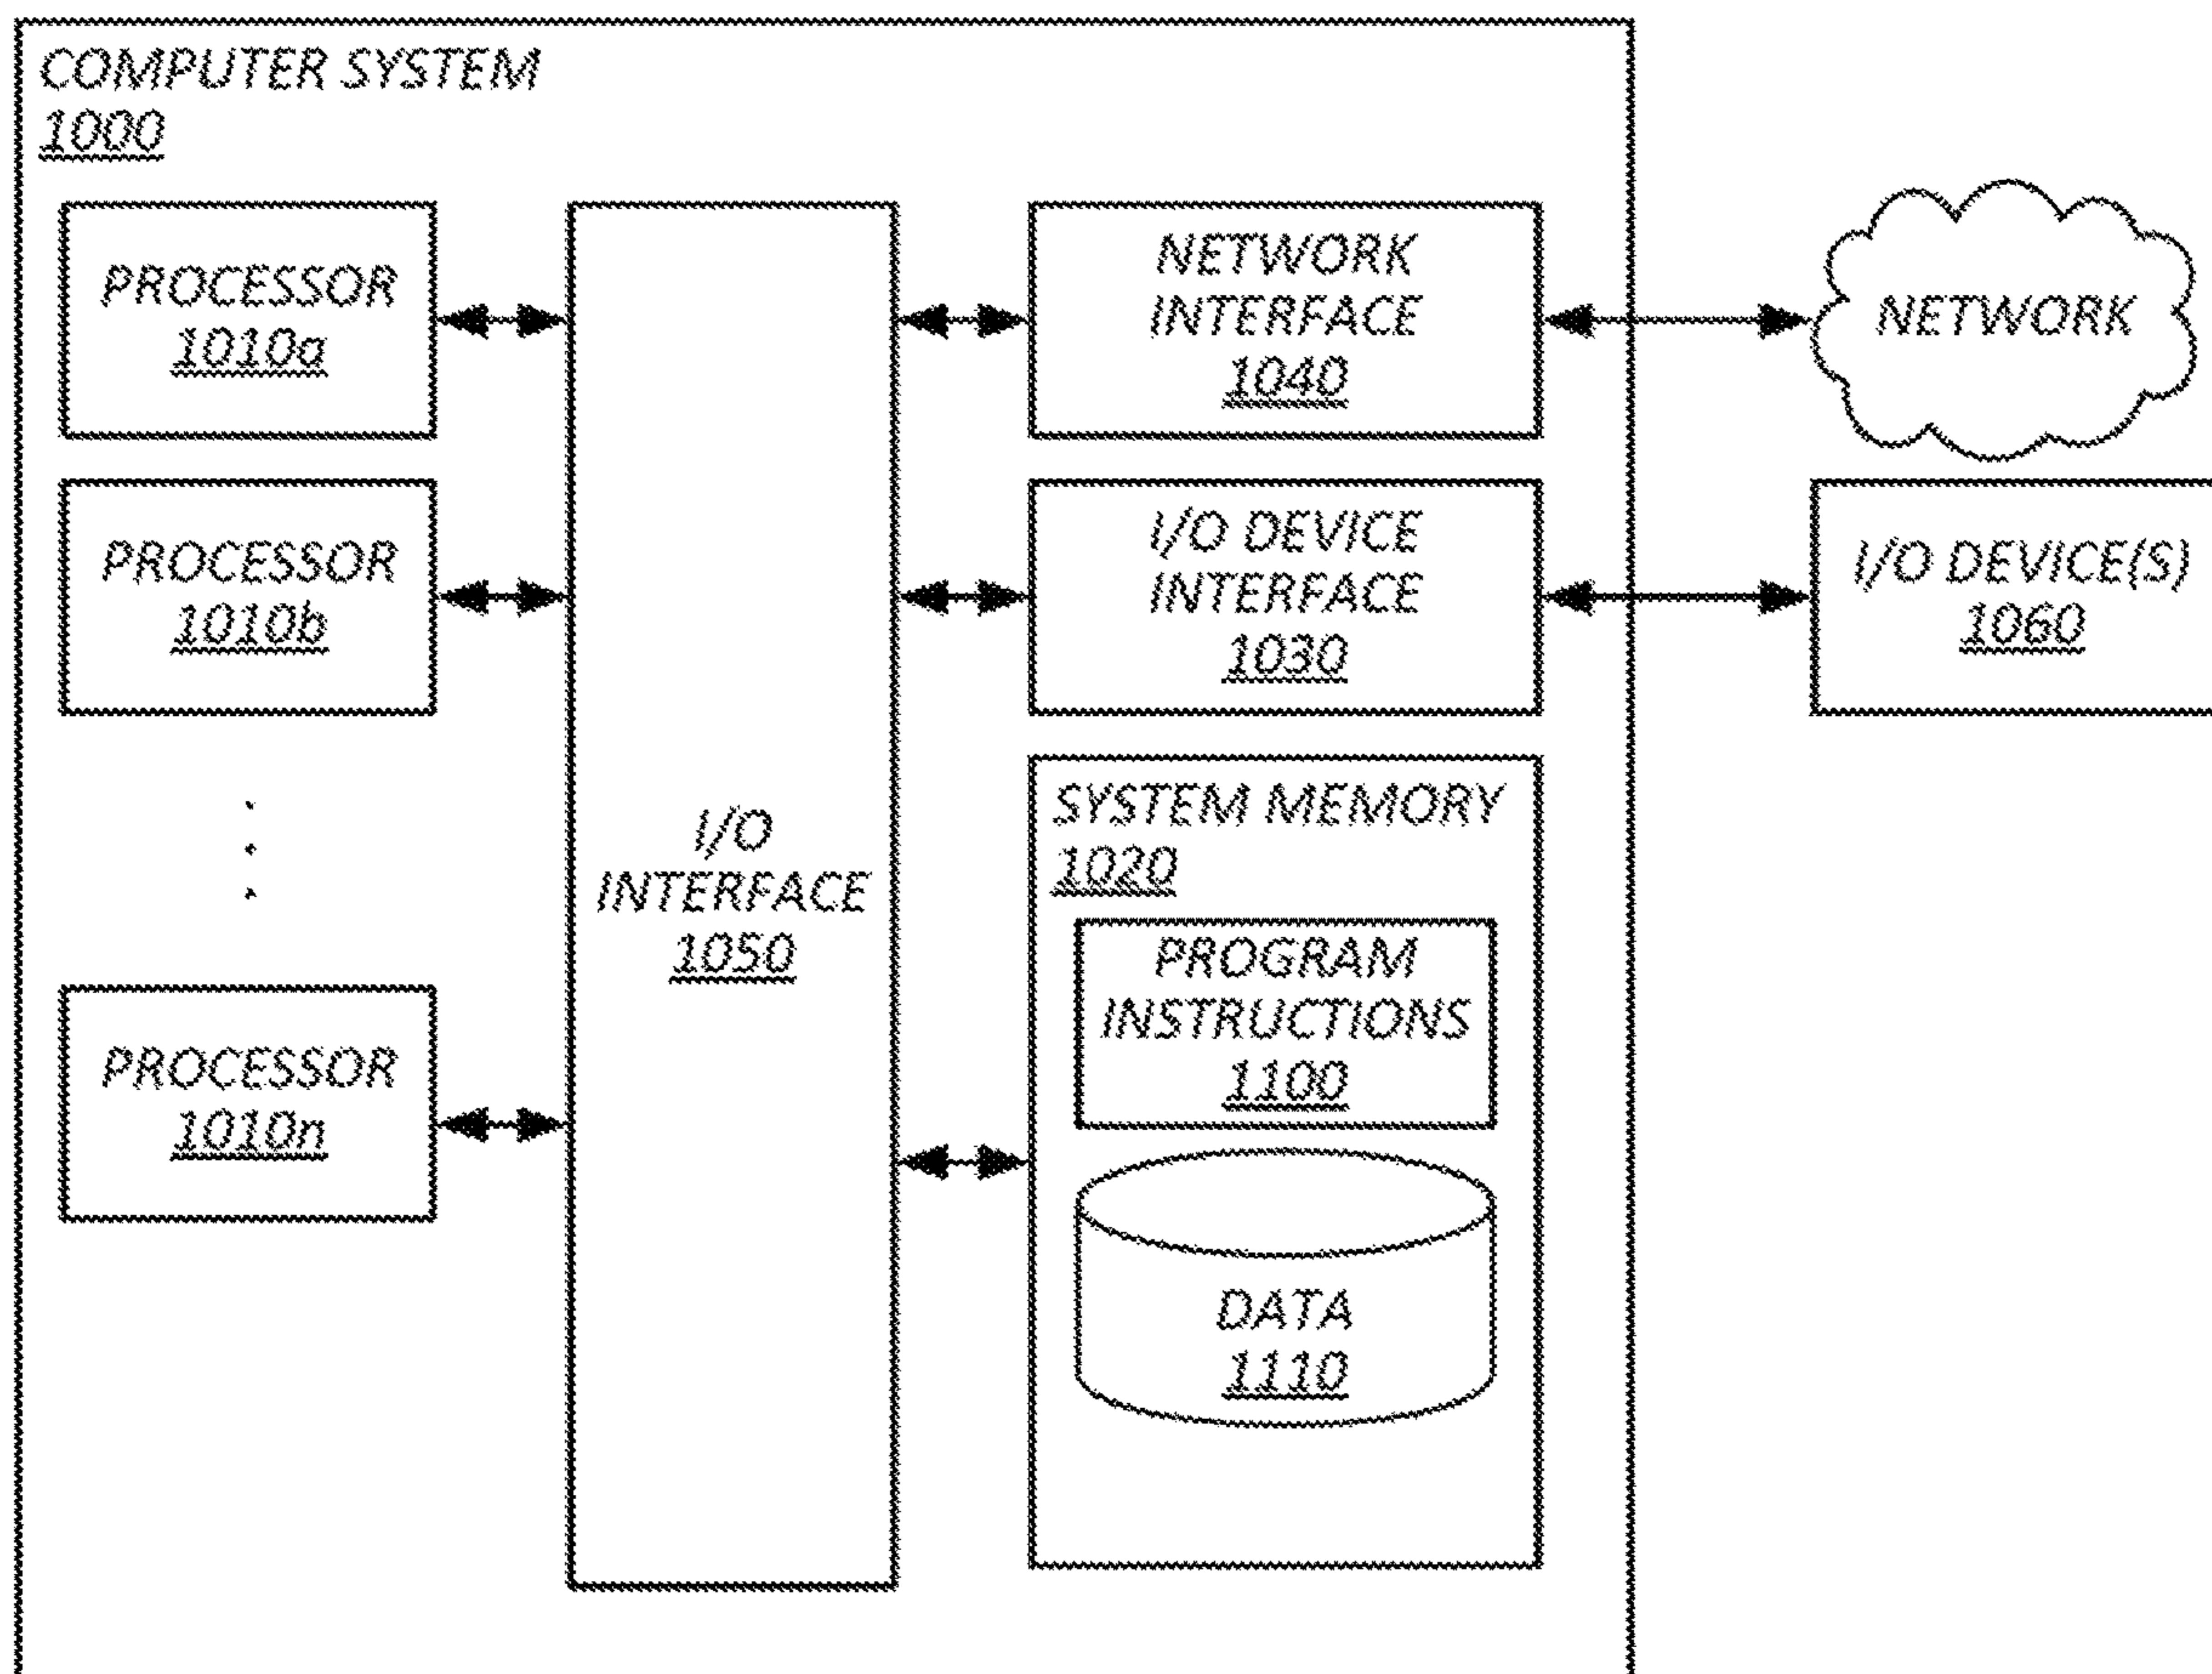 COMPUTER SYSTEM
1000
PROCESSOR
1010a
PROCESSOR
1010b
PROCESSOR
1010n
I/O
INTERFACE
1050
NETWORK
INTERFACE
1040
I/O DEVICE
INTERFACE
1030
SYSTEM MEMORY
1020
PROGRAM
INSTRUCTIONS
1100
DATA
1110
NETWORK
I/O DEVICE(S)
1060